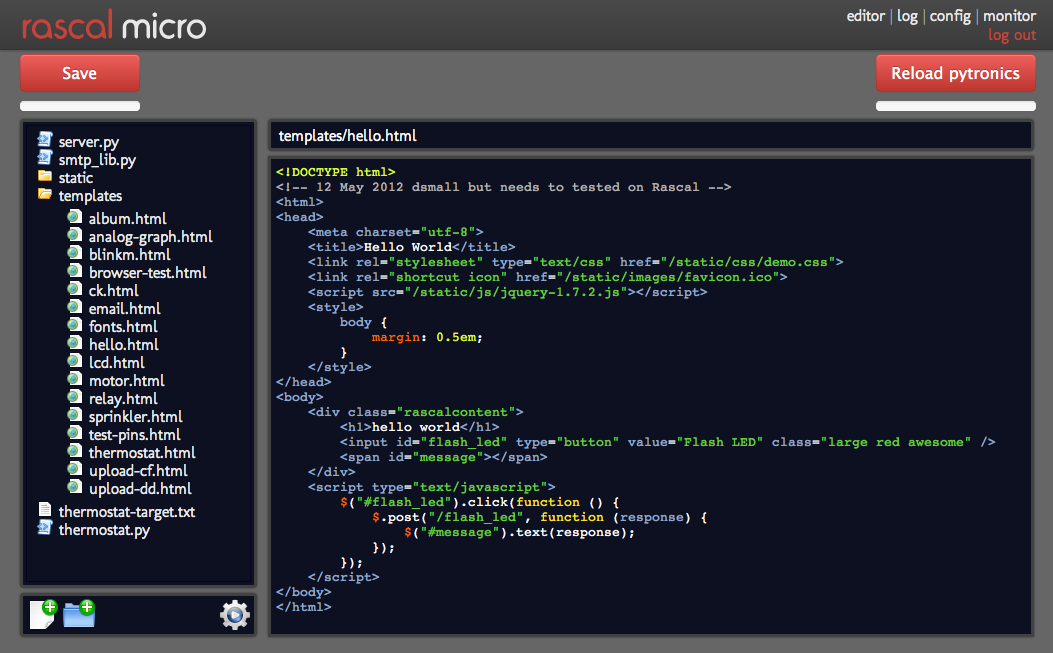 rascal micro
editor | log | config | monitor
log out
Save
Reload pytronics
server.py
smtp_lib.py
static
templates
album.html
analog-graph.html
blinkm.html
browser-test.html
ck.html
email.html
fonts.html
hello.html
lcd.html
motor.html
relay.html
sprinkler.html
test-pins.html
thermostat.html
upload-cf.html
upload-dd.html
thermostat-target.txt
thermostat.py
templates/hello.html
<!DOCTYPE html>
<!-- 12 May 2012 dsmall but needs to tested on Rascal -->
<html>
<head>
    <meta charset="utf-8">
    <title>Hello World</title>
    <link rel="stylesheet" type="text/css" href="/static/css/demo.css">
    <link rel="shortcut icon" href="/static/images/favicon.ico">
    <script src="/static/js/jquery-1.7.2.js"></script>
    <style>
        body {
            margin: 0.5em;
        }
    </style>
</head>
<body>
    <div class="rascalcontent">
        <h1>hello world</h1>
        <input id="flash_led" type="button" value="Flash LED" class="large red awesome" />
        <span id="message"></span>
    </div>
    <script type="text/javascript">
        $("#flash_led").click(function () {
            $.post("/flash_led", function (response) {
                $("#message").text(response);
            });
        });
    </script>
</body>
</html>